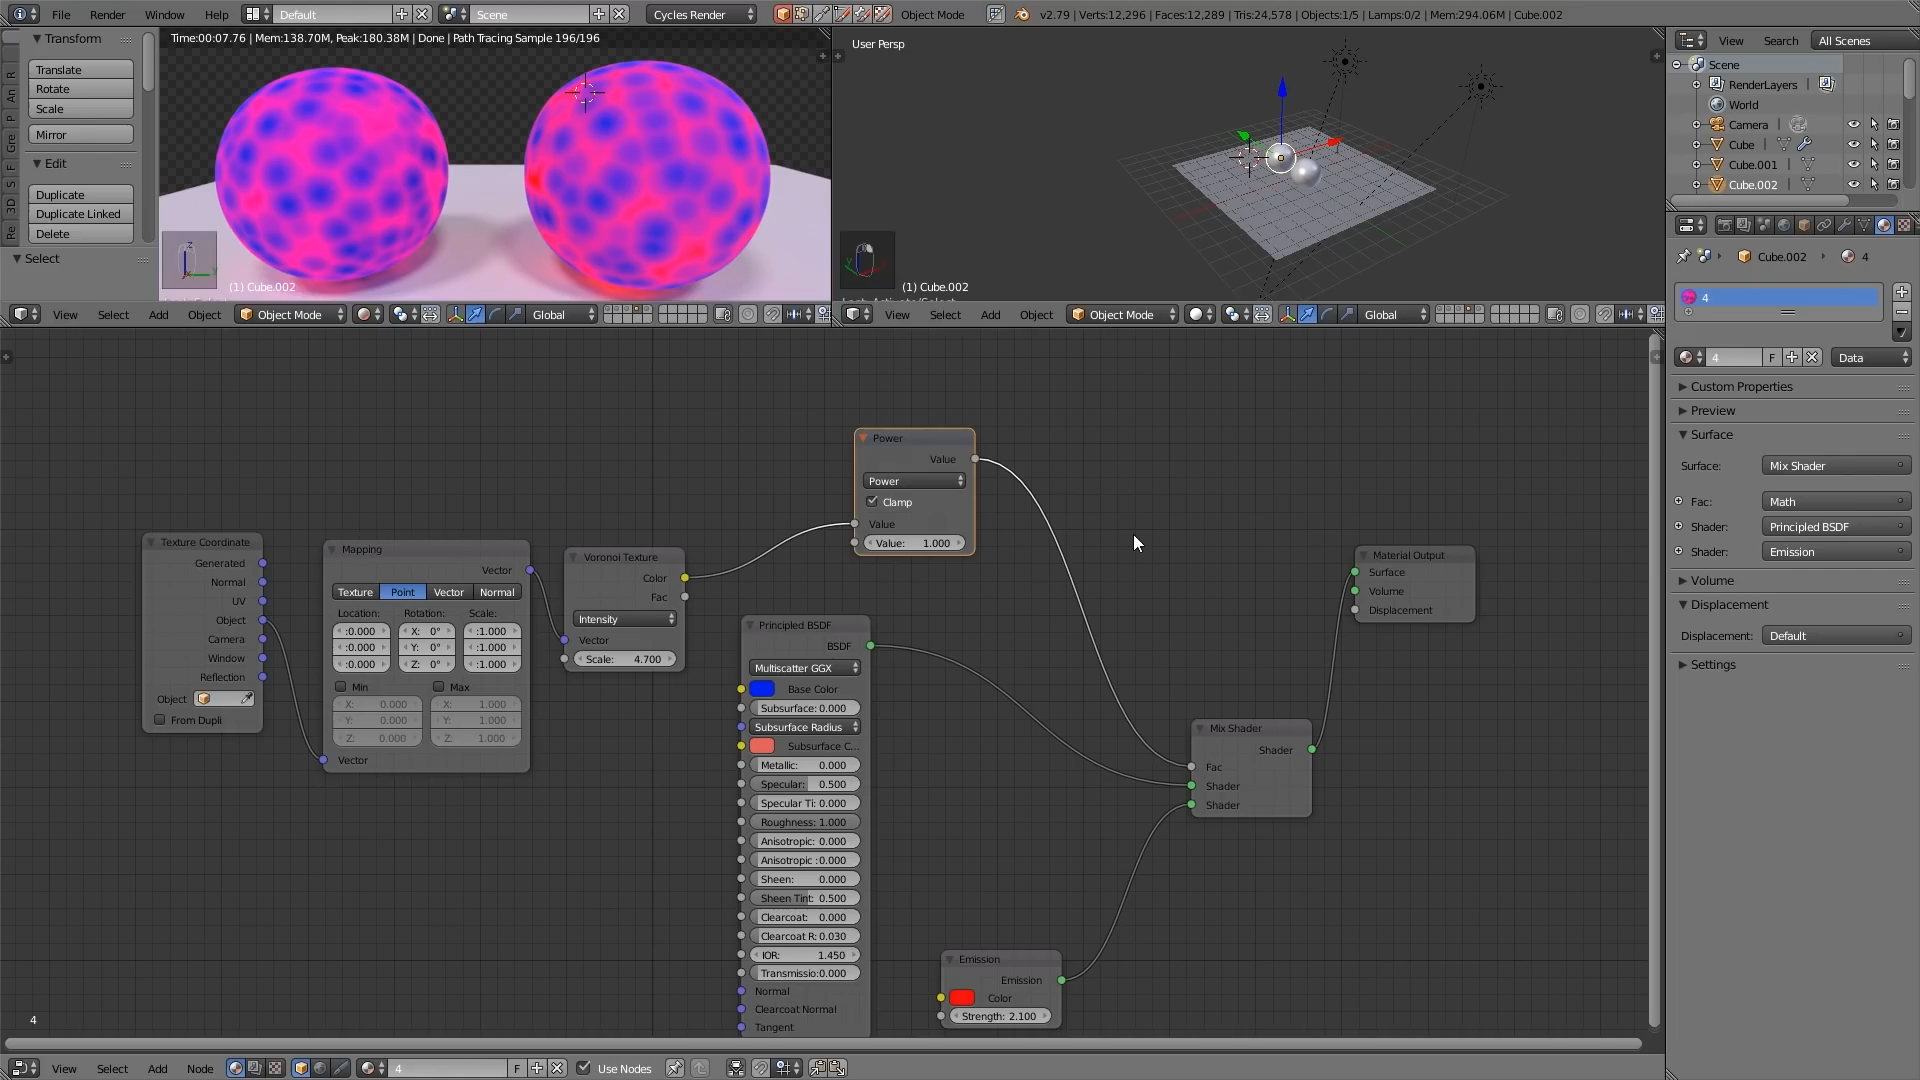 File Render Window Help Default Scene Cycles Render Object Mode v2.79 | Verts:12,296 | Faces:12,289 | Tris:24,578 | Objects:1/5 | Lamps:0/2 | Mem:294.06M | Cube.002
Transform
Translate
Rotate
Scale
Mirror
Edit
Duplicate
Duplicate Linked
Delete
Select
R
An
P
Gre
F
S
3D
Re
Time:00:07.76 | Mem:138.70M, Peak:180.38M | Done | Path Tracing Sample 196/196
(1) Cube.002
User Persp
(1) Cube.002
View Select Add Object Object Mode Global
View Select Add Object Object Mode Global
View Search All Scenes
Scene
RenderLayers
World
Camera
Cube
Cube.001
Cube.002
Cube.002 4
4
4 F Data
Custom Properties
Preview
Surface
Surface: Mix Shader
Fac: Math
Shader: Principled BSDF
Shader: Emission
Volume
Displacement
Displacement: Default
Settings
Texture Coordinate
Generated
Normal
UV
Object
Camera
Window
Reflection
Object
From Dupli
Mapping
Vector
Texture Point Vector Normal
Location: Rotation: Scale:
:0.000 X: 0° :1.000
:0.000 Y: 0° :1.000
:0.000 Z: 0° :1.000
Min Max
X: 0.000 X: 1.000
Y: 0.000 Y: 1.000
Z: 0.000 Z: 1.000
Vector
Voronoi Texture
Color
Fac
Intensity
Vector
Scale: 4.700
Power
Value
Power
Clamp
Value
Value: 1.000
Principled BSDF
BSDF
Multiscatter GGX
Base Color
Subsurface: 0.000
Subsurface Radius
Subsurface C...
Metallic: 0.000
Specular: 0.500
Specular Ti: 0.000
Roughness: 1.000
Anisotropic: 0.000
Anisotropic :0.000
Sheen: 0.000
Sheen Tint: 0.500
Clearcoat: 0.000
Clearcoat R: 0.030
IOR: 1.450
Transmissio:0.000
Normal
Clearcoat Normal
Tangent
Emission
Emission
Color
Strength: 2.100
Mix Shader
Shader
Fac
Shader
Shader
Material Output
Surface
Volume
Displacement
4
View Select Add Node 4 F Use Nodes